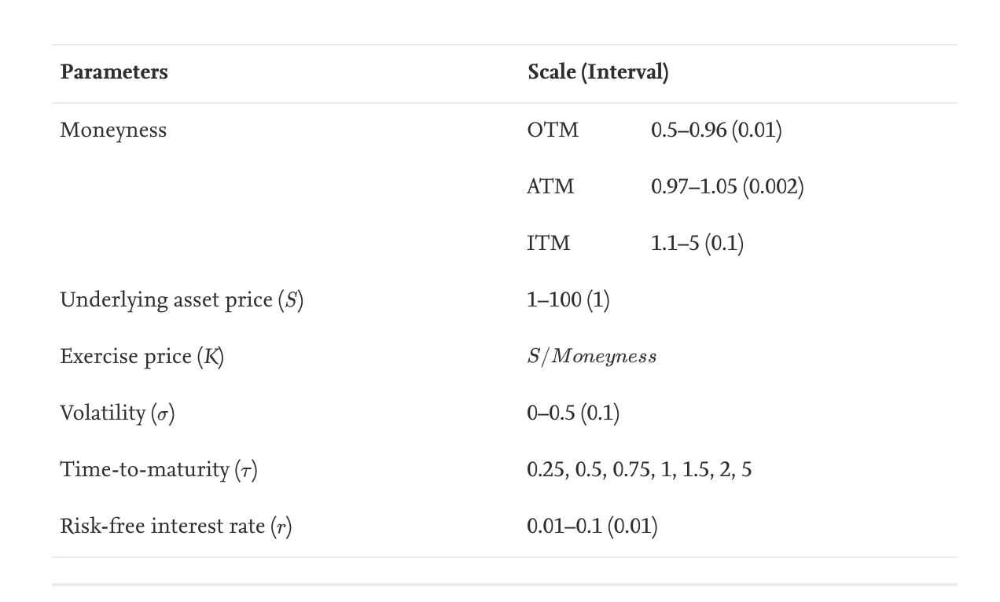 Parameters Scale (Interval)
Moneyness OTM 0.5–0.96 (0.01)
ATM 0.97–1.05 (0.002)
ITM 1.1–5 (0.1)
Underlying asset price (S) 1–100 (1)
Exercise price (K) S/Moneyness
Volatility (σ) 0–0.5 (0.1)
Time-to-maturity (τ) 0.25, 0.5, 0.75, 1, 1.5, 2, 5
Risk-free interest rate (r) 0.01–0.1 (0.01)